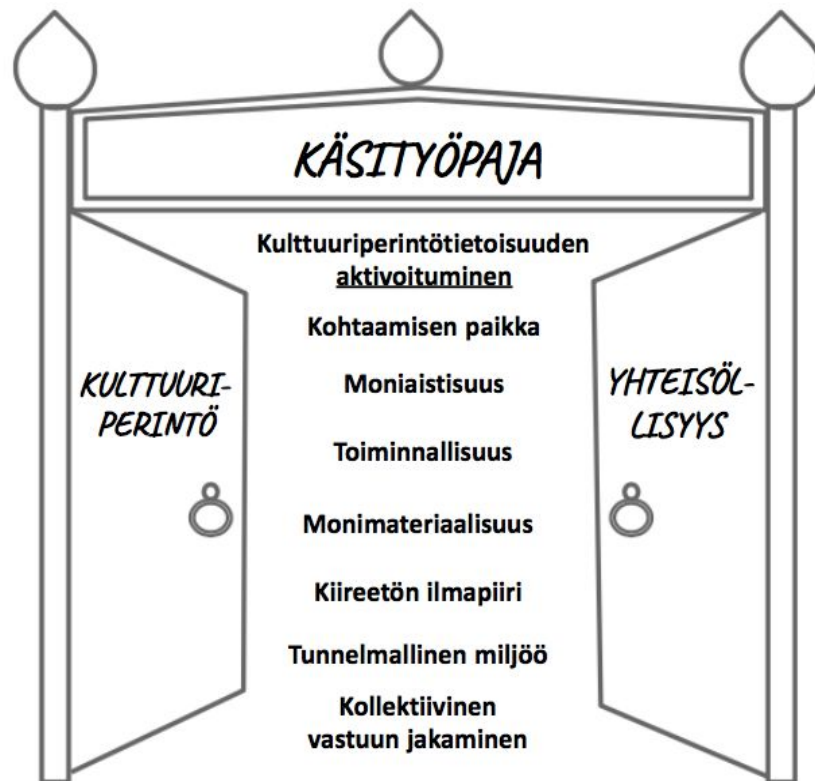 KÄSITYÖPAJA
Kulttuuriperintötietoisuuden
aktivoituminen
Kohtaamisen paikka
KULTTUURI-
PERINTÖ
Moniaistisuus
YHTEISÖL-
LISYYS
Toiminnallisuus
Monimateriaalisuus
Kiireetön ilmapiiri
Tunnelmallinen miljöö
Kollektiivinen
vastuun jakaminen